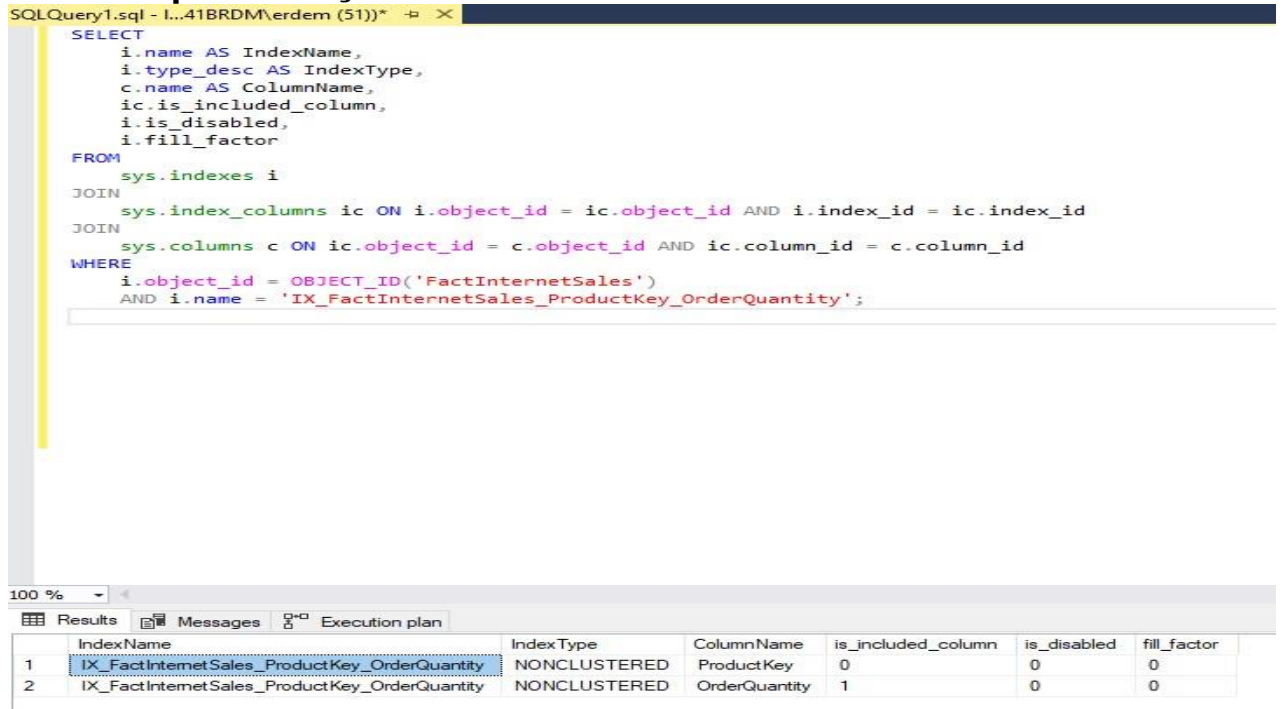 SQLQuery1.sql - I...41BRDM\erdem (51))*
SELECT
i.name AS IndexName,
i.type_desc AS IndexType,
c.name AS ColumnName,
ic.is_included_column,
i.is_disabled,
i.fill_factor
FROM
sys.indexes i
JOIN
sys.index_columns ic ON i.object_id = ic.object_id AND i.index_id = ic.index_id
JOIN
sys.columns c ON ic.object_id = c.object_id AND ic.column_id = c.column_id
WHERE
i.object_id = OBJECT_ID('FactInternetSales')
AND i.name = 'IX_FactInternetSales_ProductKey_OrderQuantity';
100 %
Results Messages Execution plan
IndexName IndexType ColumnName is_included_column is_disabled fill_factor
1 IX_FactInternetSales_ProductKey_OrderQuantity NONCLUSTERED ProductKey 0 0 0
2 IX_FactInternetSales_ProductKey_OrderQuantity NONCLUSTERED OrderQuantity 1 0 0